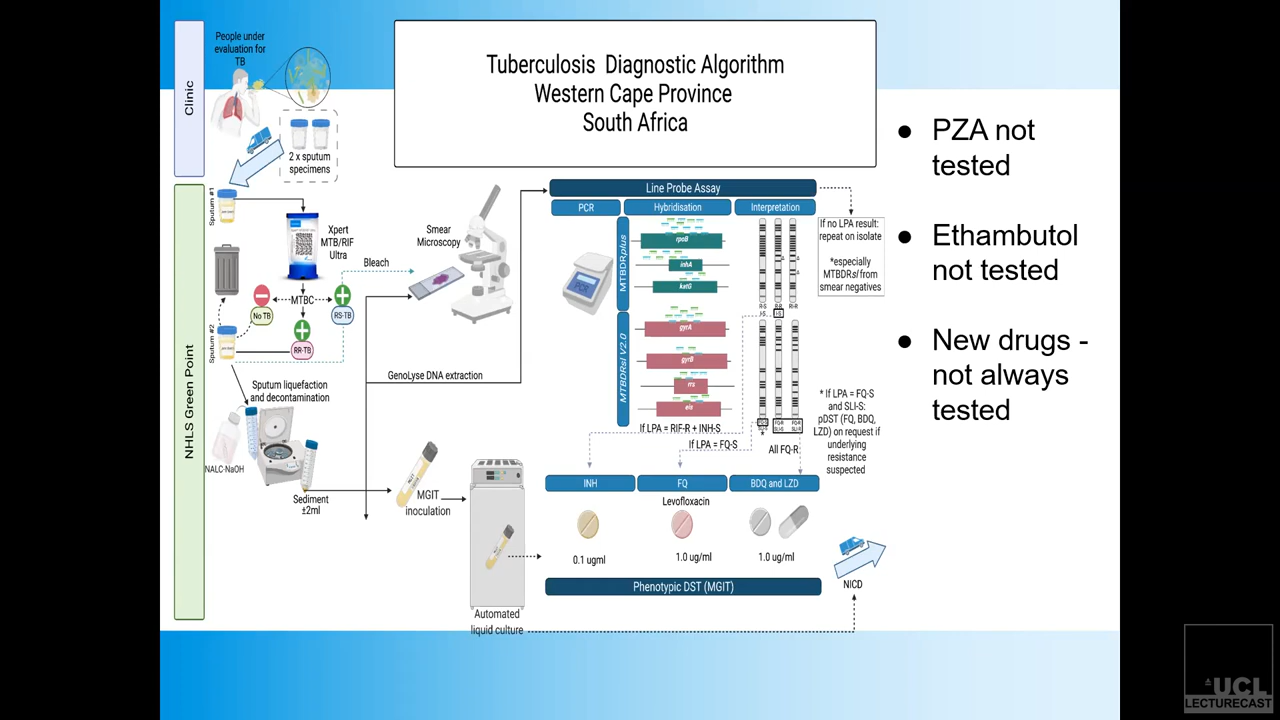 People under
evaluation for
TB
Clinic
2 x sputum
specimens
Tuberculosis Diagnostic Algorithm
Western Cape Province
South Africa
● PZA not
tested
● Ethambutol
not tested
● New drugs -
not always
tested
NHLS Green Point
Sputum #1
Xpert
MTB/RIF
Ultra
Bleach
MTBC
No TB
RS-TB
RR-TB
Sputum #2
Smear
Microscopy
GenoLyse DNA extraction
Sputum liquefaction
and decontamination
NALC-NaOH
Sediment
±2ml
MGIT
inoculation
Automated
liquid culture
Line Probe Assay
PCR
Hybridisation
Interpretation
PCR
MTBDRplus
rpoB
inhA
katG
MTBDRsl V2.0
gyrA
gyrB
rrs
eis
R-S
I-S
R-R
I-S
RI-R
If no LPA result:
repeat on isolate
*especially
MTBDRsl from
smear negatives
FQ-R
SLI-S
FQ-R
SLI-R
*
* If LPA = FQ-S
and SLI-S:
pDST (FQ, BDQ,
LZD) on request if
underlying
resistance
suspected
If LPA = RIF-R + INH-S
If LPA = FQ-S
All FQ-R
INH
FQ
BDQ and LZD
Levofloxacin
0.1 ugml
1.0 ug/ml
1.0 ug/ml
Phenotypic DST (MGIT)
NICD
UCL
LECTURECAST